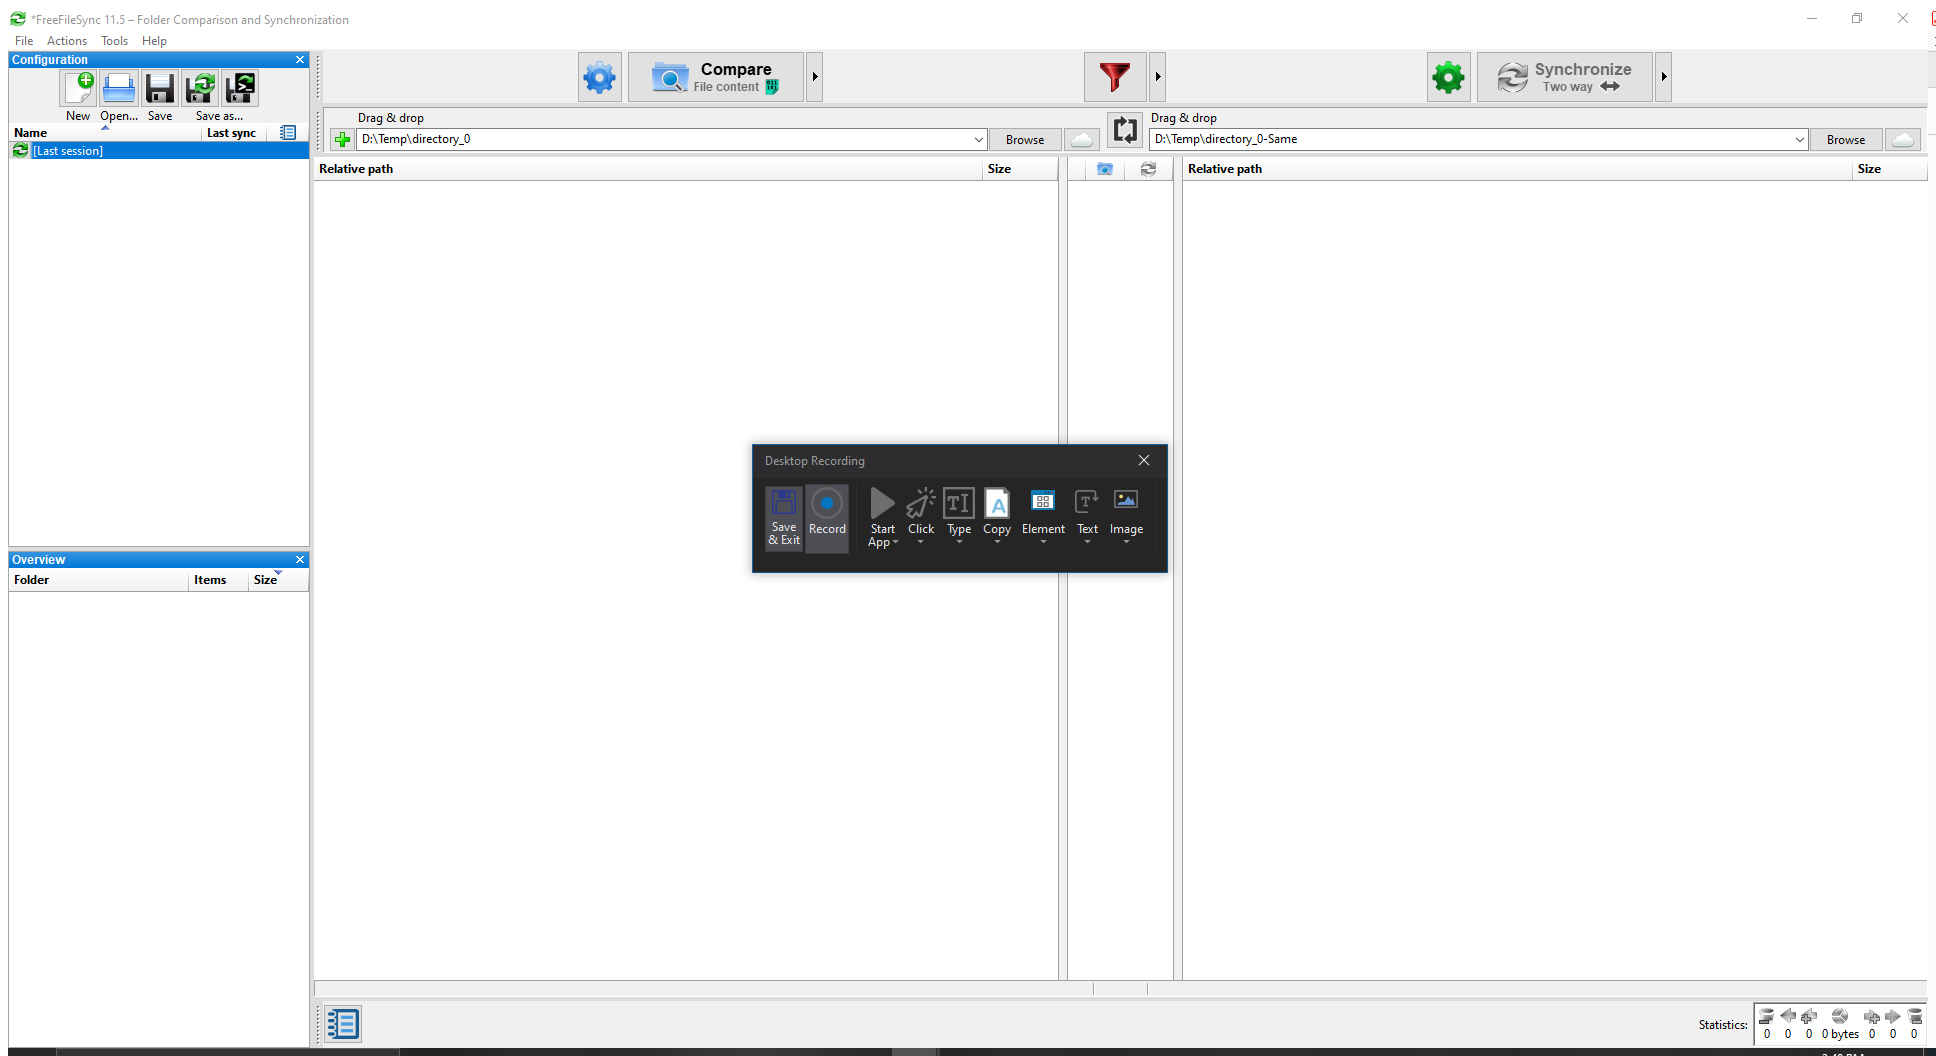 *FreeFileSync 11.5 – Folder Comparison and Synchronization
File Actions Tools Help
Configuration
New Open... Save Save as...
Name Last sync
[Last session]
Compare
File content
Synchronize
Two way
Drag & drop
D:\Temp\directory_0
Browse
Drag & drop
D:\Temp\directory_0-Same
Browse
Relative path Size
Relative path Size
Desktop Recording
Save & Exit
Record
Start App
Click
Type
Copy
Element
Text
Image
Overview
Folder Items Size
Statistics:
0 0 0 0 bytes 0 0 0